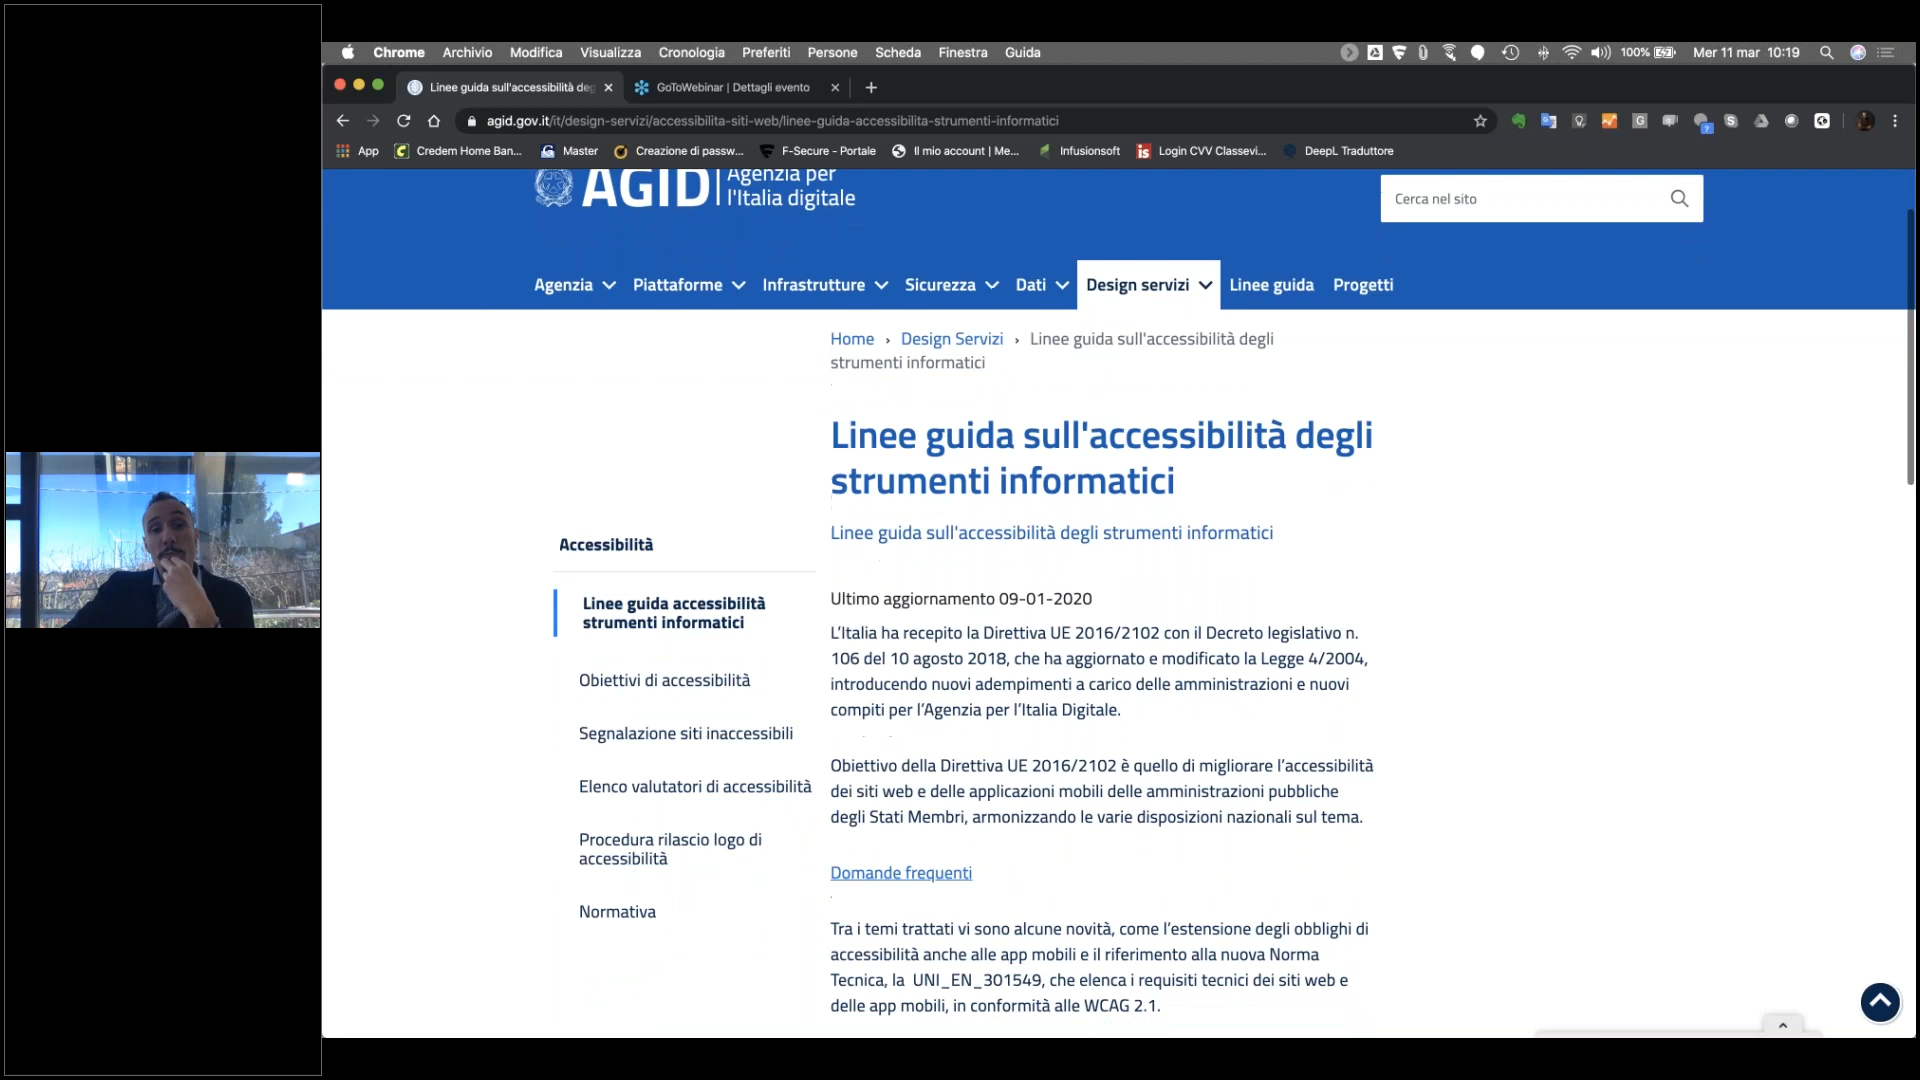 Chrome Archivio Modifica Visualizza Cronologia Preferiti Persone Scheda Finestra Guida 100% Mer 11 mar 10:19
Linee guida sull'accessibilità deg GoToWebinar | Dettagli evento
agid.gov.it/it/design-servizi/accessibilita-siti-web/linee-guida-accessibilita-strumenti-informatici
App Credem Home Ban... Master Creazione di passw... F-Secure - Portale Il mio account | Me... Infusionsoft Login CVV Classevi... DeepL Traduttore
AGID Agenzia per
l'Italia digitale
Cerca nel sito
Agenzia Piattaforme Infrastrutture Sicurezza Dati Design servizi Linee guida Progetti
Home › Design Servizi › Linee guida sull'accessibilità degli
strumenti informatici
Linee guida sull'accessibilità degli
strumenti informatici
Linee guida sull'accessibilità degli strumenti informatici
Accessibilità
Linee guida accessibilità
strumenti informatici
Obiettivi di accessibilità
Segnalazione siti inaccessibili
Elenco valutatori di accessibilità
Procedura rilascio logo di
accessibilità
Normativa
Ultimo aggiornamento 09-01-2020
L’Italia ha recepito la Direttiva UE 2016/2102 con il Decreto legislativo n.
106 del 10 agosto 2018, che ha aggiornato e modificato la Legge 4/2004,
introducendo nuovi adempimenti a carico delle amministrazioni e nuovi
compiti per l’Agenzia per l’Italia Digitale.
Obiettivo della Direttiva UE 2016/2102 è quello di migliorare l’accessibilità
dei siti web e delle applicazioni mobili delle amministrazioni pubbliche
degli Stati Membri, armonizzando le varie disposizioni nazionali sul tema.
Domande frequenti
Tra i temi trattati vi sono alcune novità, come l’estensione degli obblighi di
accessibilità anche alle app mobili e il riferimento alla nuova Norma
Tecnica, la UNI_EN_301549, che elenca i requisiti tecnici dei siti web e
delle app mobili, in conformità alle WCAG 2.1.